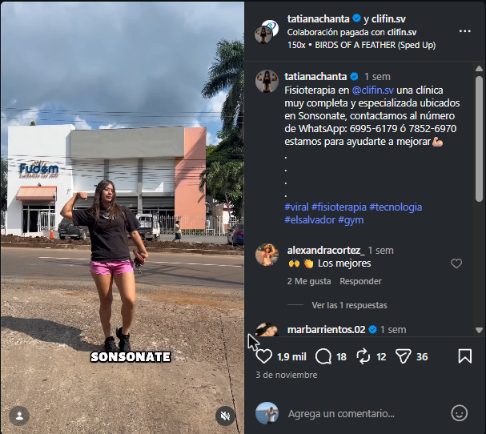 tatianachanta y clifin.sv
Colaboración pagada con clifin.sv
150x • BIRDS OF A FEATHER (Sped Up)
Fudem
SONSONATE
tatianachanta 1 sem
Fisioterapia en @clifin.sv una clínica
muy completa y especializada ubicados
en Sonsonate, contactamos al número
de WhatsApp: 6995-6179 ó 7852-6970
estamos para ayudarte a mejorar💪🏼
.
.
.
.
#viral #fisioterapia #tecnologia
#elsalvador #gym
alexandracortez_ 1 sem
🙌 👏 Los mejores
2 Me gusta Responder
Ver las 1 respuestas
marbarrientos.02 1 sem
1,9 mil 18 12 36
3 de noviembre
Agrega un comentario...